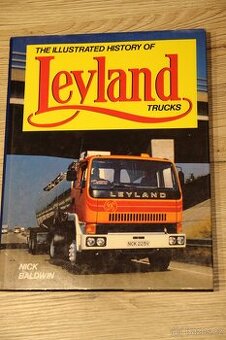 THE ILLUSTRATED HISTORY OF
Leyland
TRUCKS
LEYLAND
NICK
BALDWIN